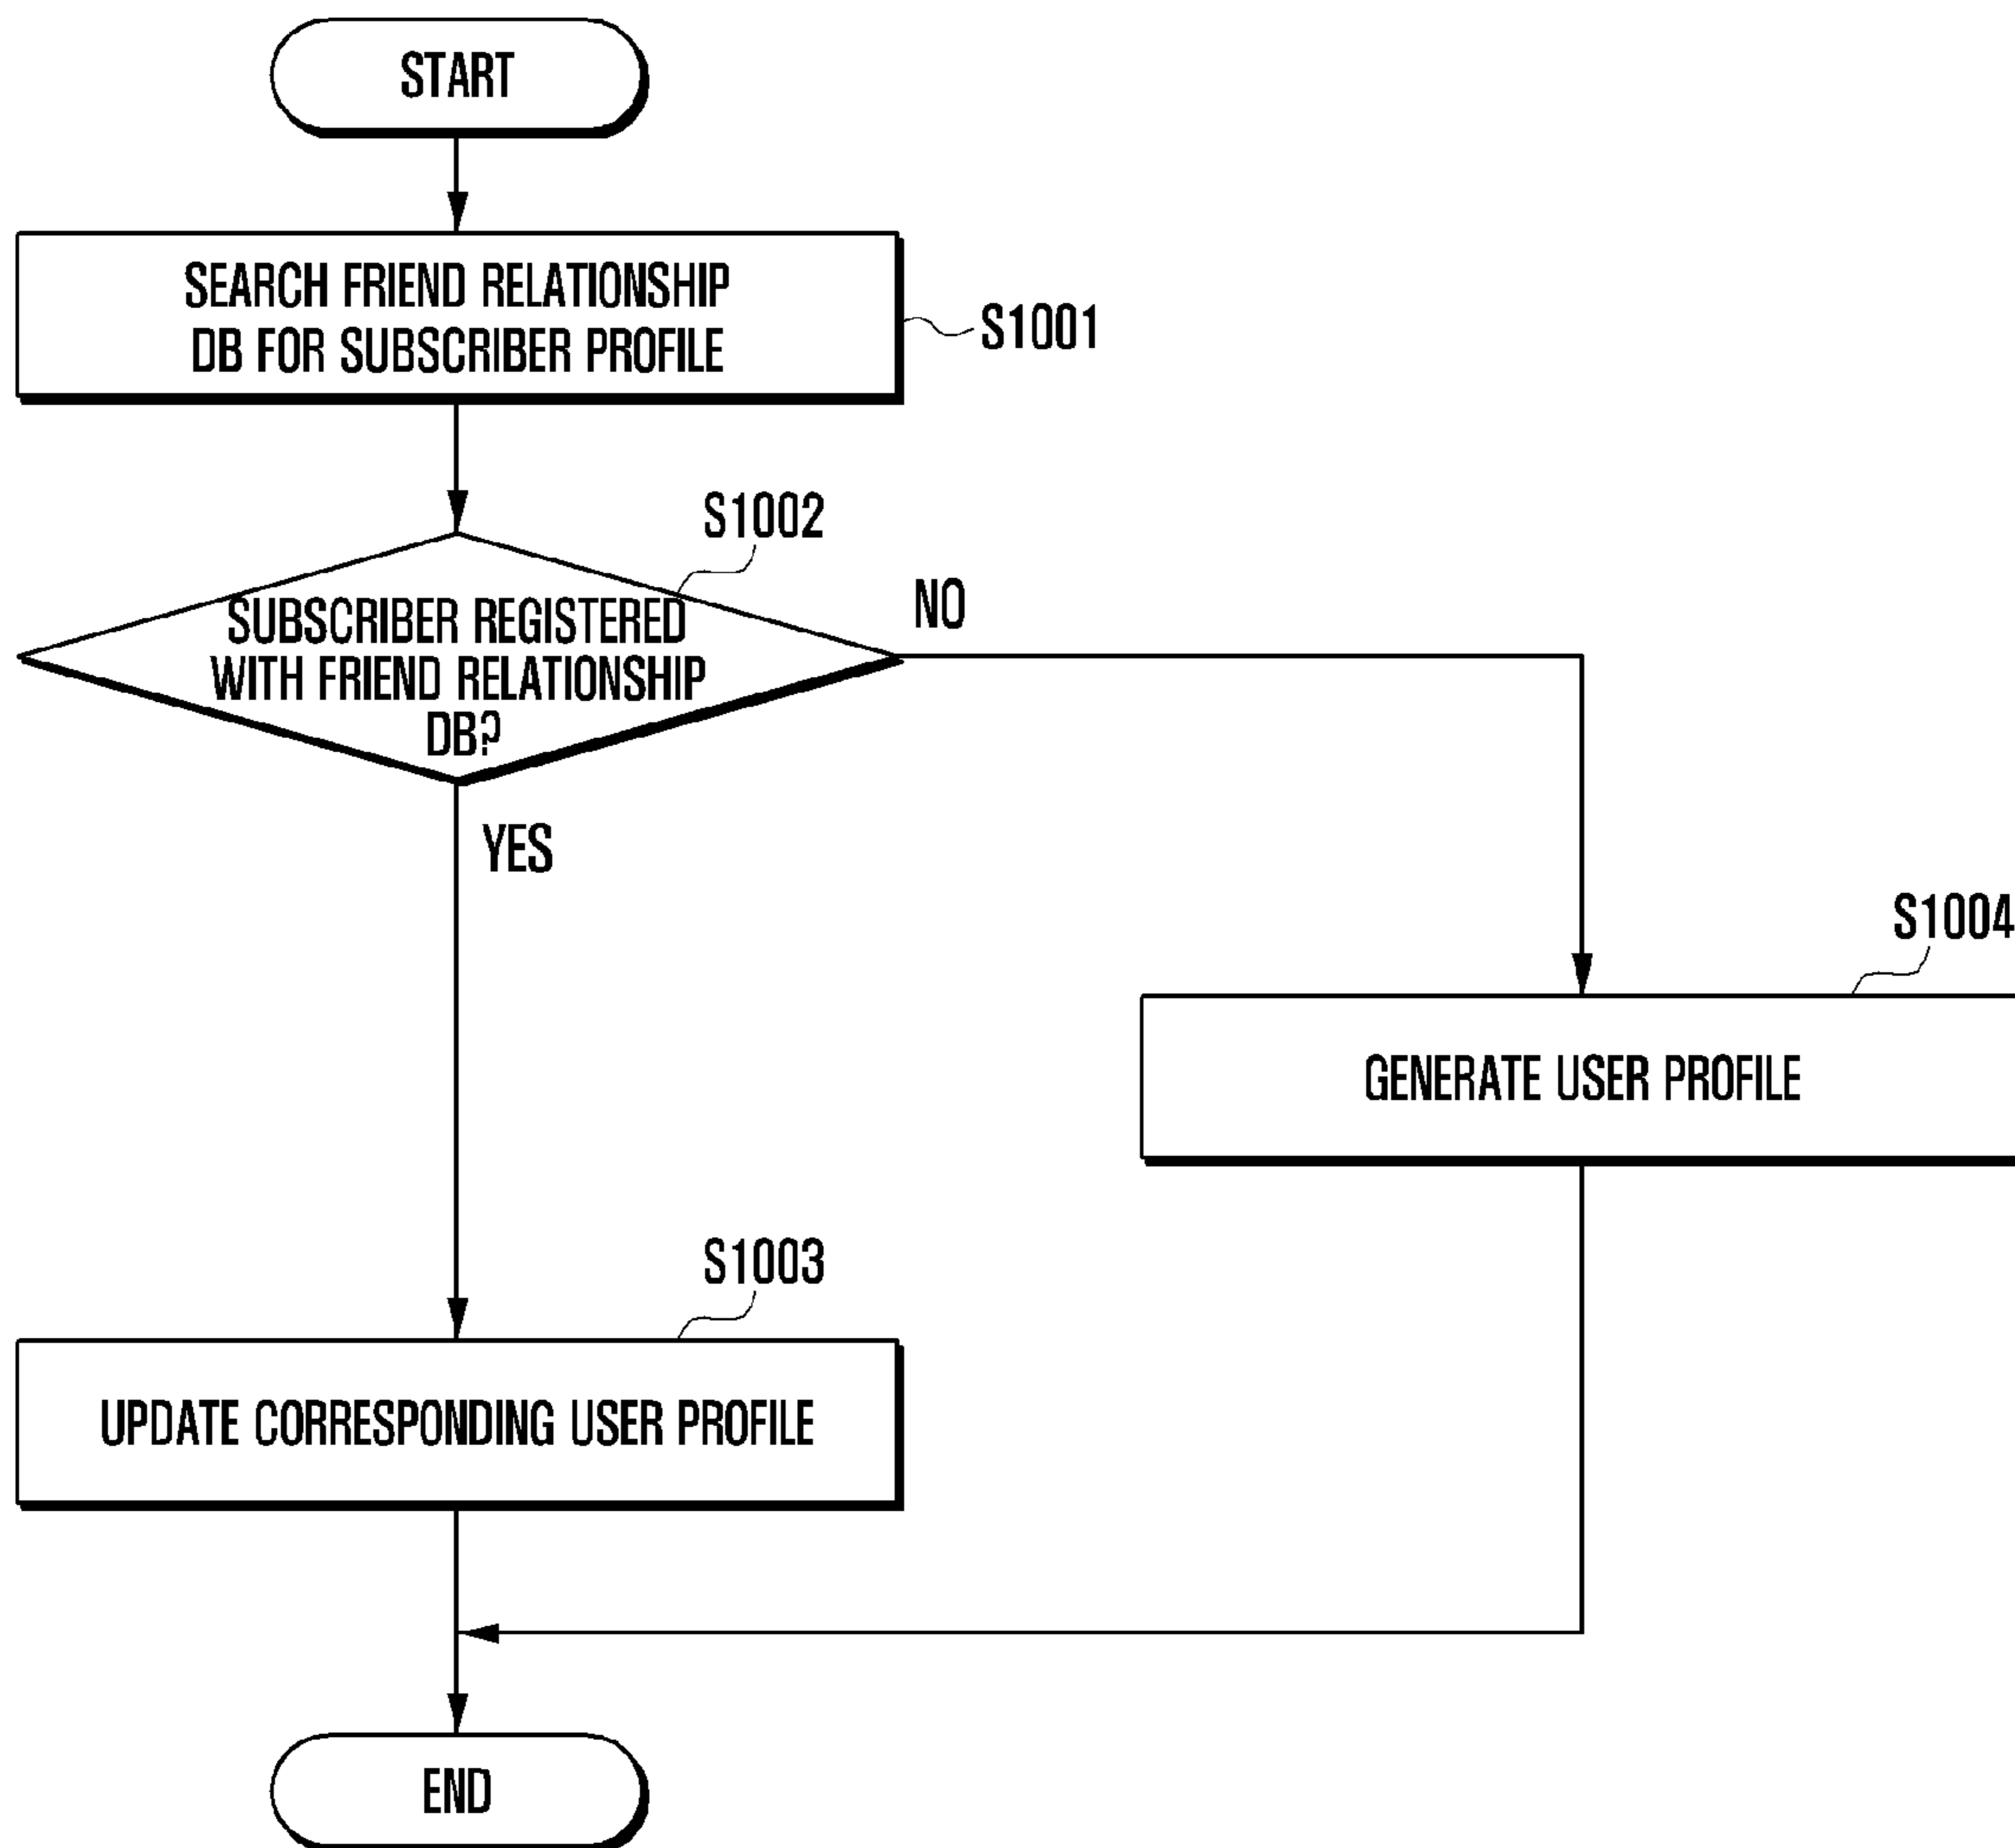 START
SEARCH FRIEND RELATIONSHIP
DB FOR SUBSCRIBER PROFILE
S1001
S1002
SUBSCRIBER REGISTERED
WITH FRIEND RELATIONSHIP
DB?
NO
YES
S1004
GENERATE USER PROFILE
S1003
UPDATE CORRESPONDING USER PROFILE
END